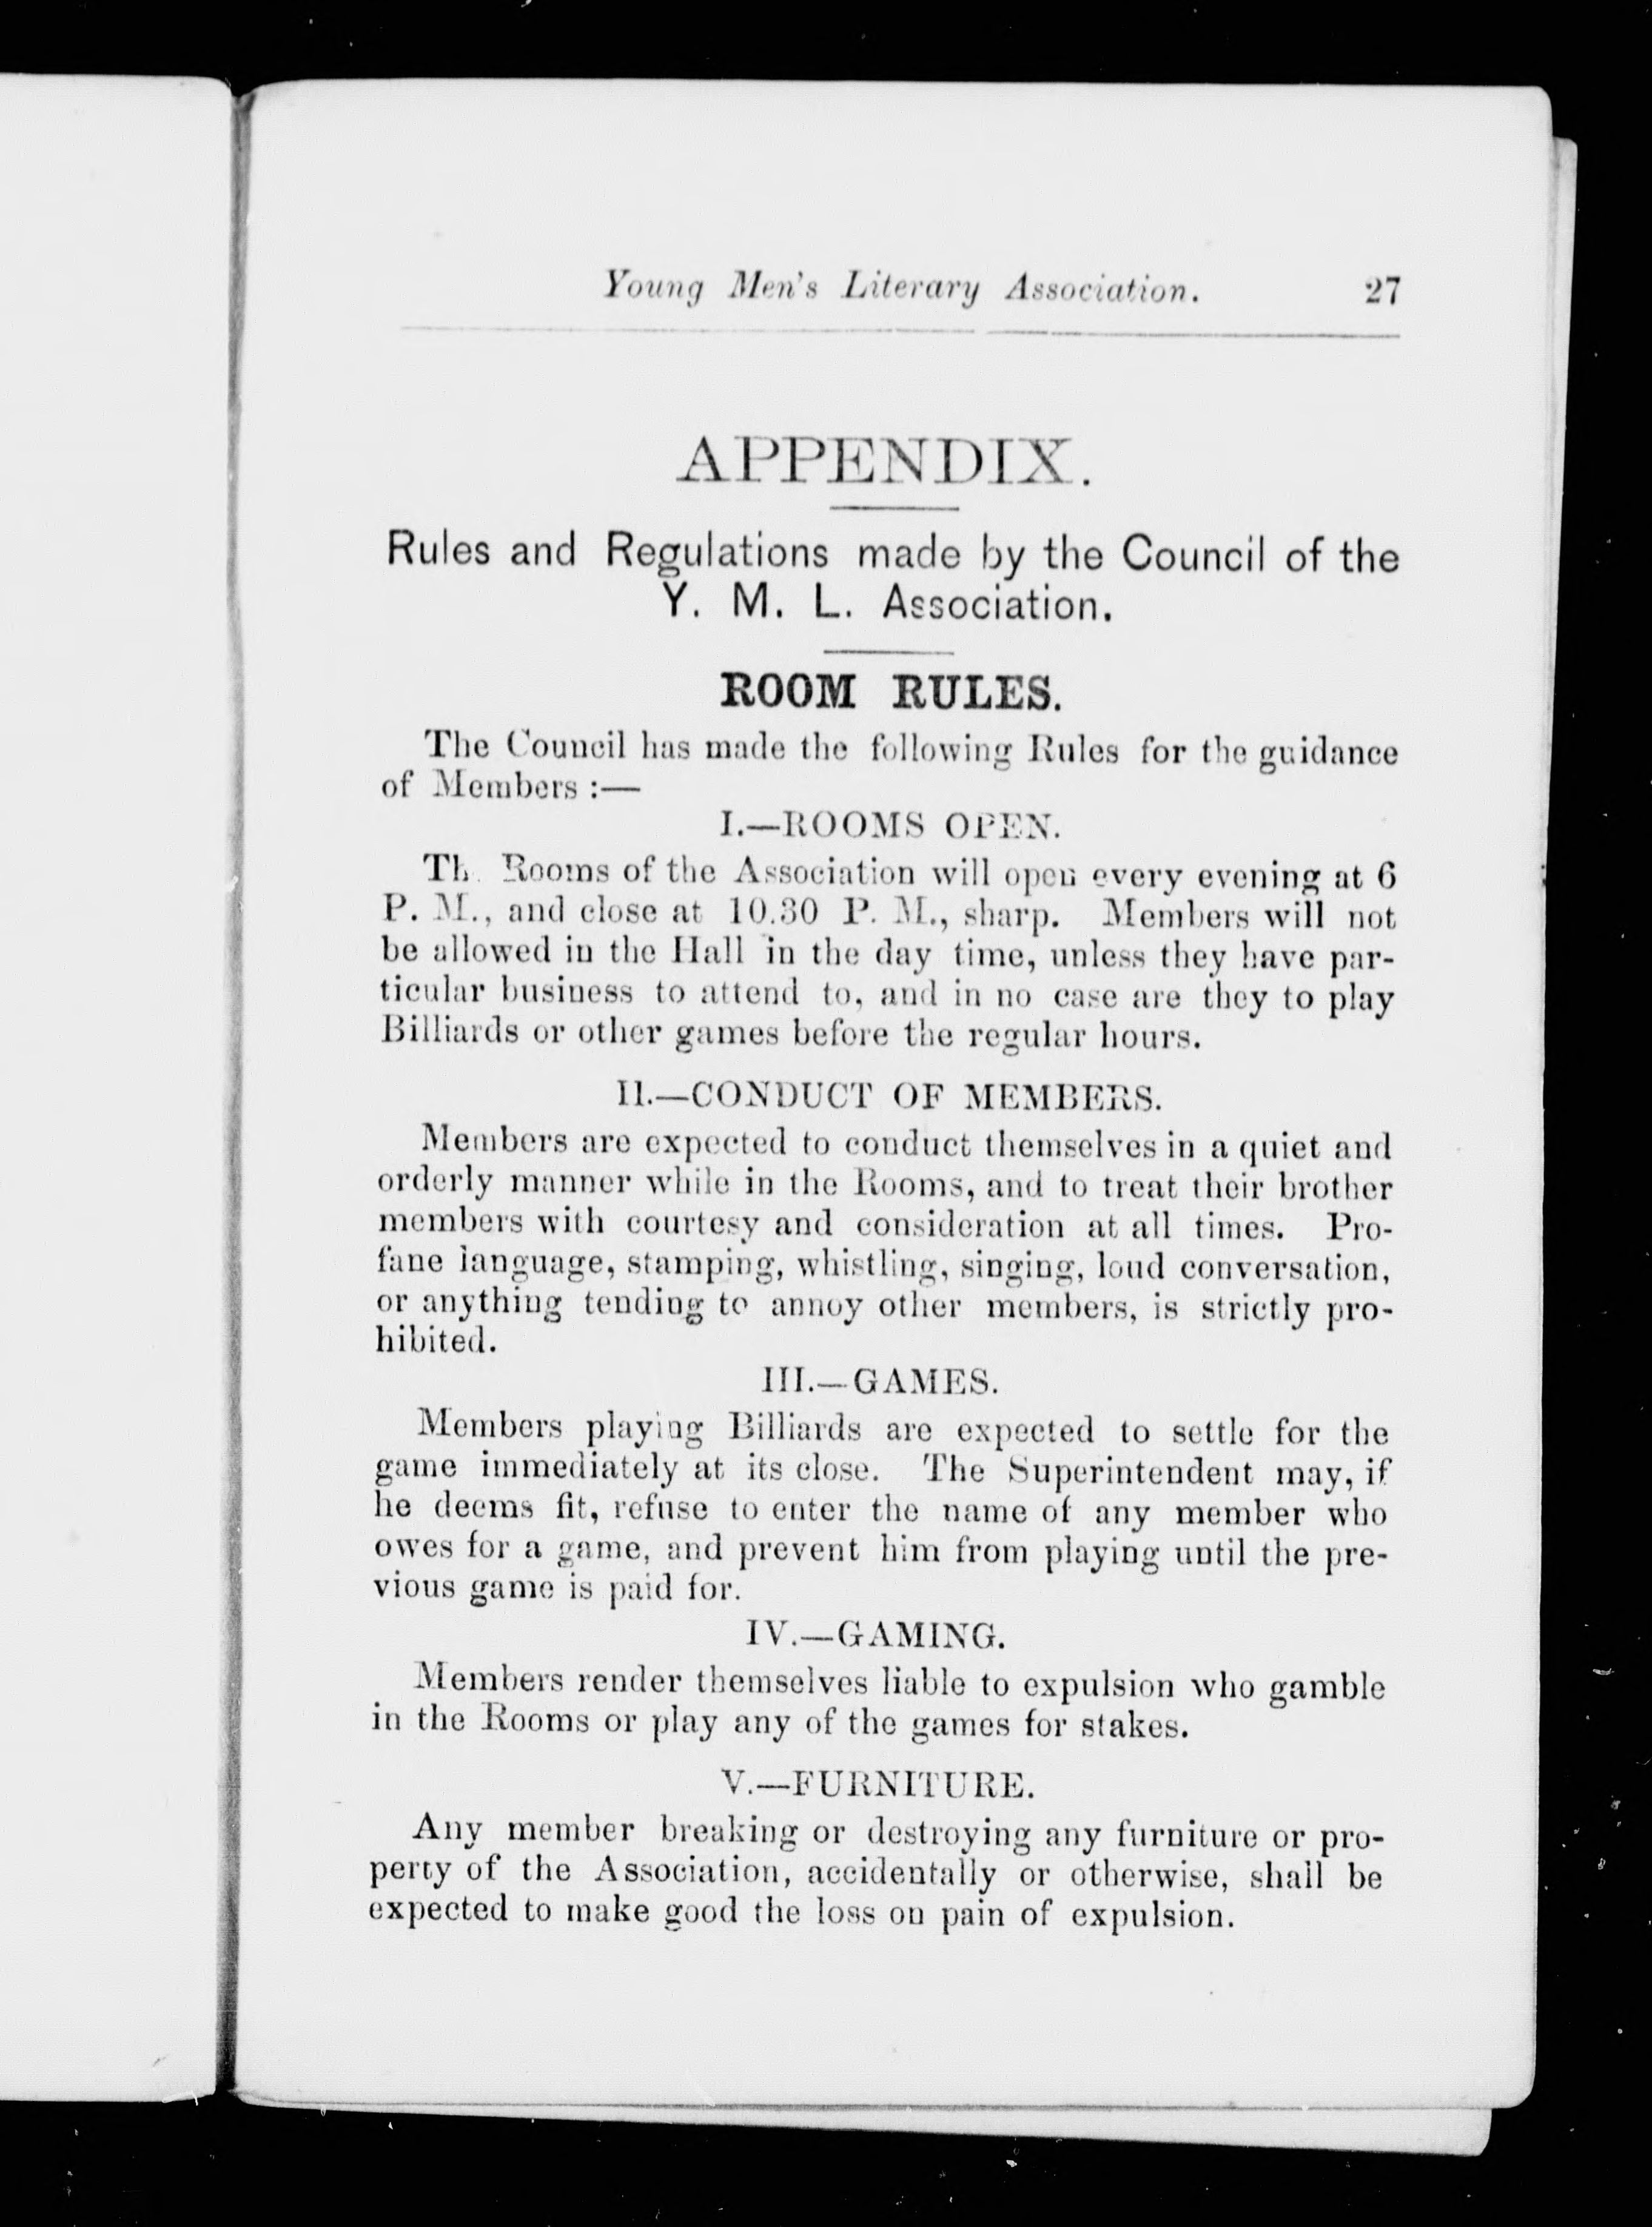 Young Men's Literary Association. 27
APPENDIX.
Rules and Regulations made by the Council of the
Y. M. L. Association.
ROOM RULES.
The Council has made the following Rules for the guidance
of Members :—
I.—ROOMS OPEN.
Th Rooms of the Association will open every evening at 6
P. M., and close at 10.30 P. M., sharp. Members will not
be allowed in the Hall in the day time, unless they have par-
ticular business to attend to, and in no case are they to play
Billiards or other games before the regular hours.
II.—CONDUCT OF MEMBERS.
Members are expected to conduct themselves in a quiet and
orderly manner while in the Rooms, and to treat their brother
members with courtesy and consideration at all times. Pro-
fane language, stamping, whistling, singing, loud conversation,
or anything tending to annoy other members, is strictly pro-
hibited.
III.—GAMES.
Members playing Billiards are expected to settle for the
game immediately at its close. The Superintendent may, if
he deems fit, refuse to enter the name of any member who
owes for a game, and prevent him from playing until the pre-
vious game is paid for.
IV.—GAMING.
Members render themselves liable to expulsion who gamble
in the Rooms or play any of the games for stakes.
V.—FURNITURE.
Any member breaking or destroying any furniture or pro-
perty of the Association, accidentally or otherwise, shall be
expected to make good the loss on pain of expulsion.